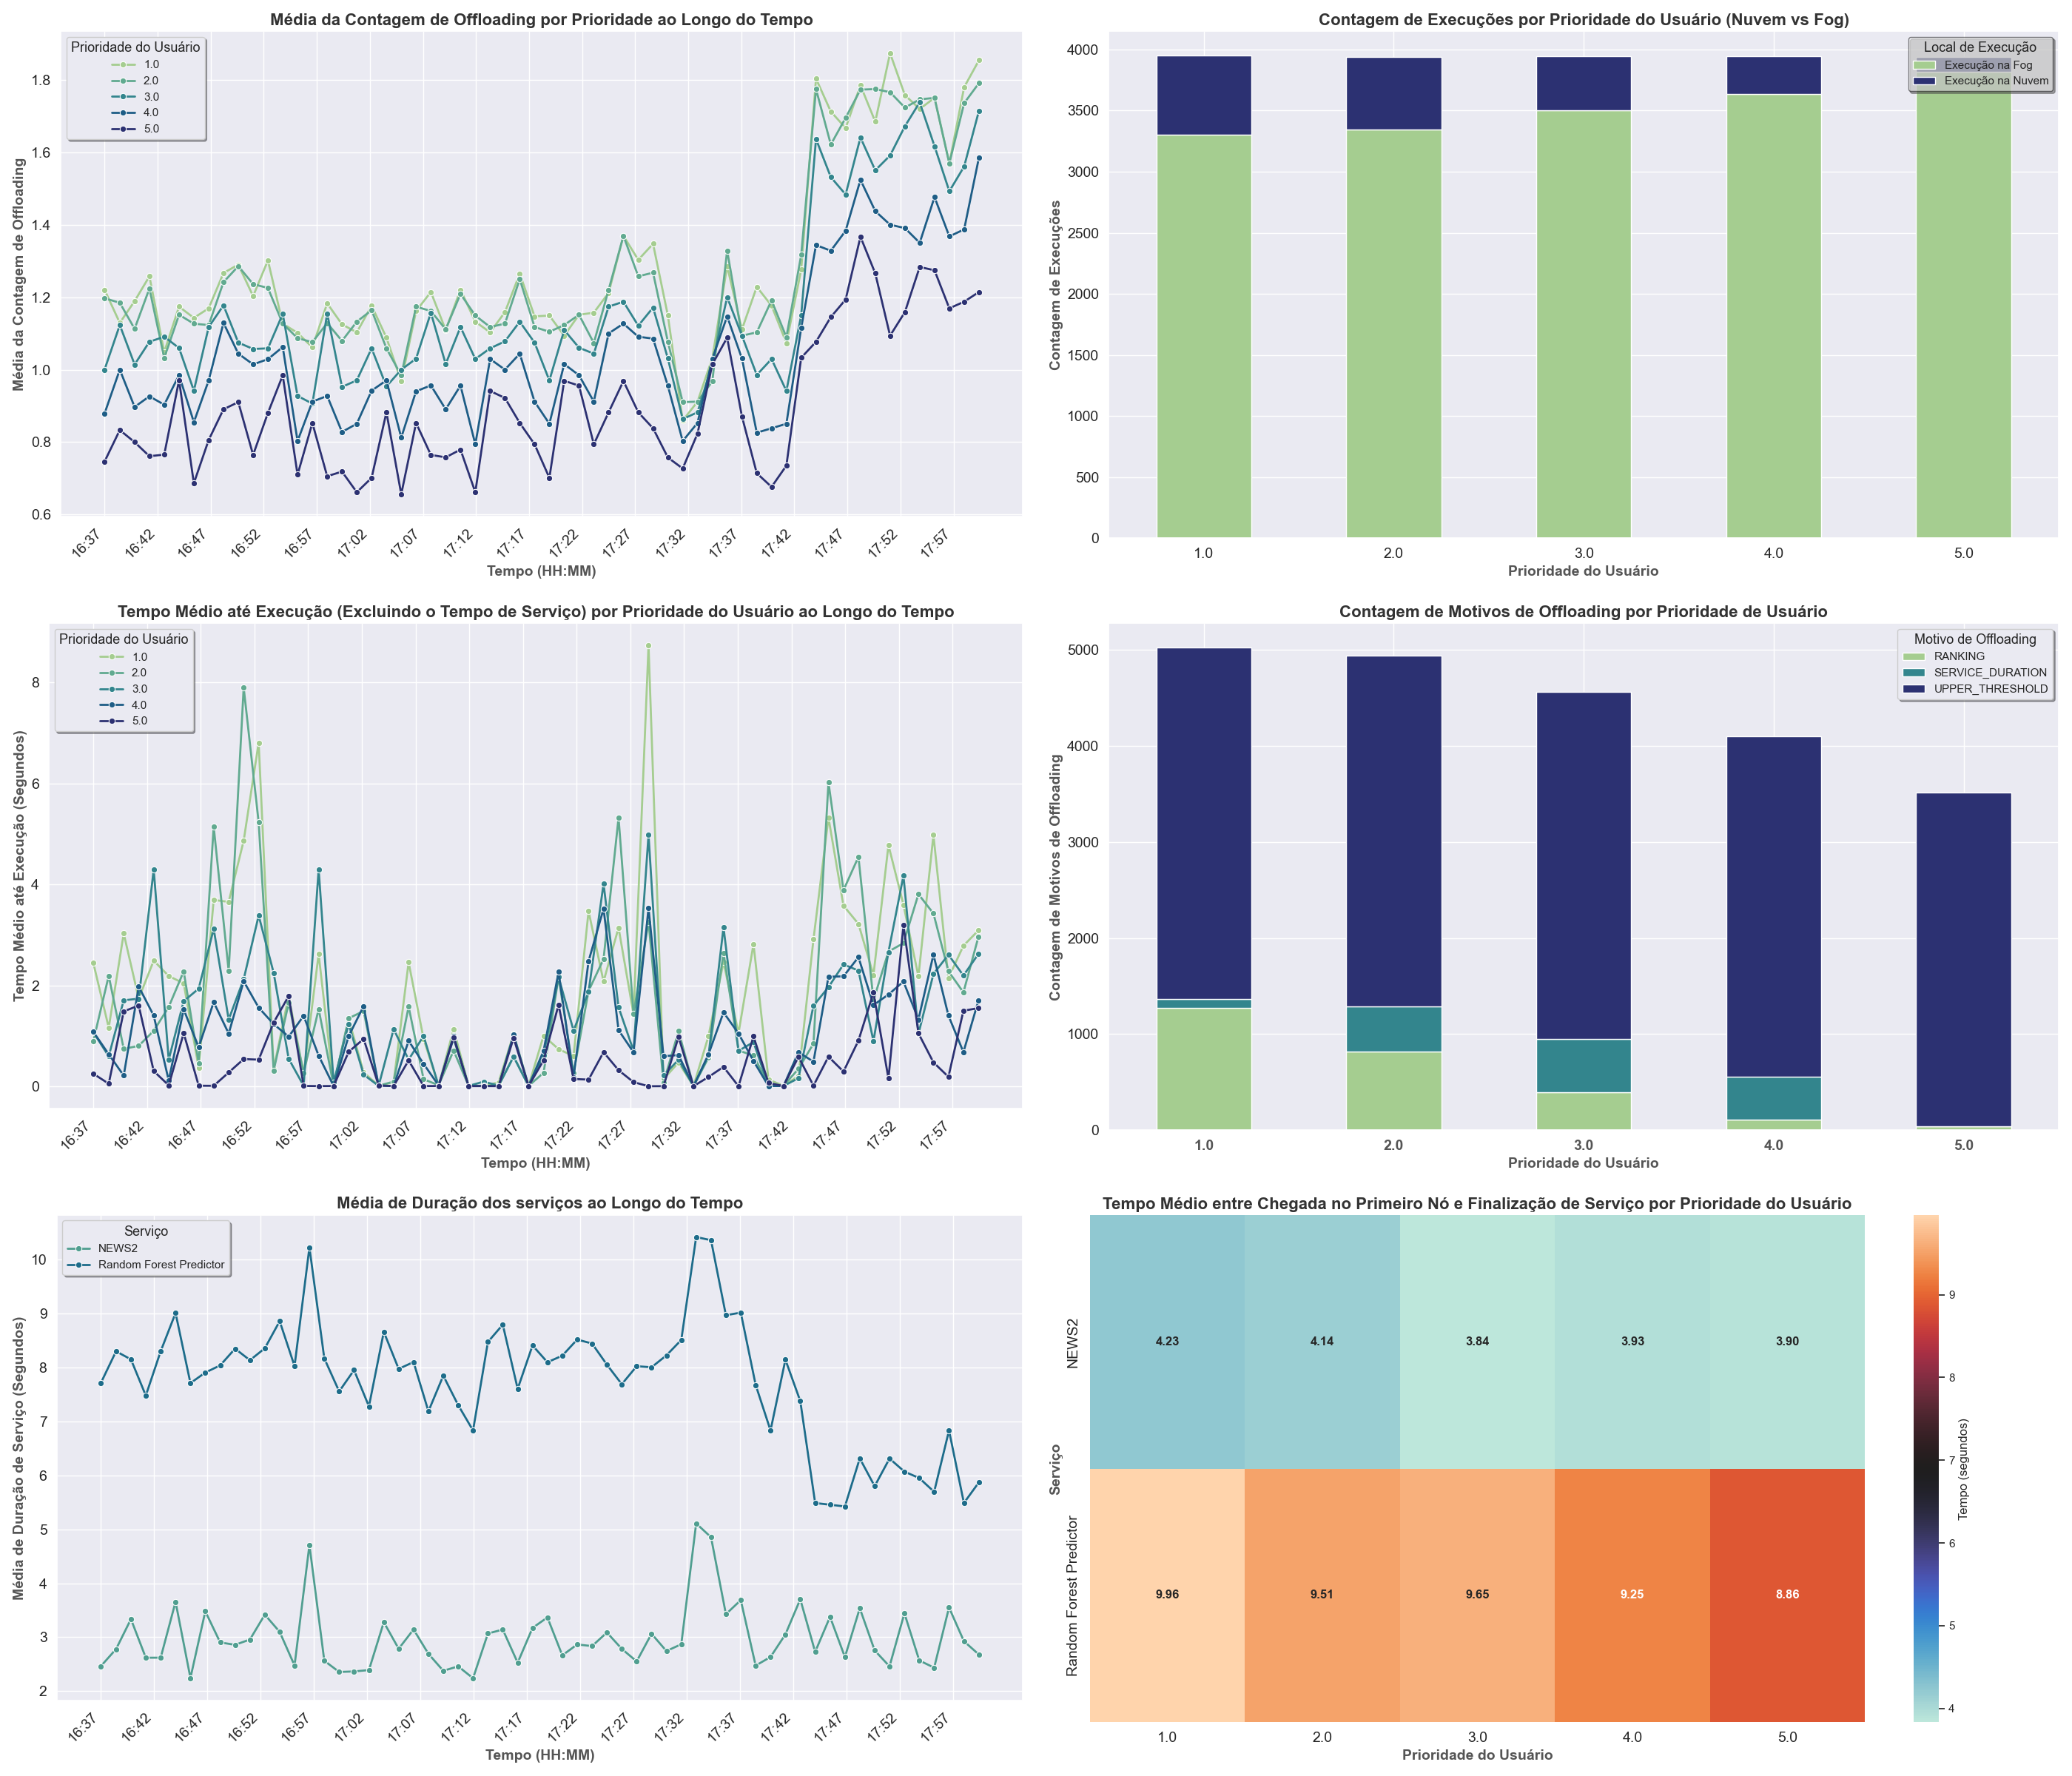 Média da Contagem de Offloading por Prioridade ao Longo do Tempo
Prioridade do Usuário
1.0
2.0
3.0
4.0
5.0
Média da Contagem de Offloading
1.8
1.6
1.4
1.2
1.0
0.8
0.6
16:37 16:42 16:47 16:52 16:57 17:02 17:07 17:12 17:17 17:22 17:27 17:32 17:37 17:42 17:47 17:52 17:57
Tempo (HH:MM)
Contagem de Execuções por Prioridade do Usuário (Nuvem vs Fog)
Local de Execução
Execução na Fog
Execução na Nuvem
Contagem de Execuções
4000
3500
3000
2500
2000
1500
1000
500
0
1.0 2.0 3.0 4.0 5.0
Prioridade do Usuário
Tempo Médio até Execução (Excluindo o Tempo de Serviço) por Prioridade do Usuário ao Longo do Tempo
Prioridade do Usuário
1.0
2.0
3.0
4.0
5.0
Tempo Médio até Execução (Segundos)
8
6
4
2
0
16:37 16:42 16:47 16:52 16:57 17:02 17:07 17:12 17:17 17:22 17:27 17:32 17:37 17:42 17:47 17:52 17:57
Tempo (HH:MM)
Contagem de Motivos de Offloading por Prioridade de Usuário
Motivo de Offloading
RANKING
SERVICE_DURATION
UPPER_THRESHOLD
Contagem de Motivos de Offloading
5000
4000
3000
2000
1000
0
1.0 2.0 3.0 4.0 5.0
Prioridade do Usuário
Média de Duração dos serviços ao Longo do Tempo
Serviço
NEWS2
Random Forest Predictor
Média de Duração de Serviço (Segundos)
10
9
8
7
6
5
4
3
2
16:37 16:42 16:47 16:52 16:57 17:02 17:07 17:12 17:17 17:22 17:27 17:32 17:37 17:42 17:47 17:52 17:57
Tempo (HH:MM)
Tempo Médio entre Chegada no Primeiro Nó e Finalização de Serviço por Prioridade do Usuário
Serviço
NEWS2
4.23 4.14 3.84 3.93 3.90
Random Forest Predictor
9.96 9.51 9.65 9.25 8.86
1.0 2.0 3.0 4.0 5.0
Prioridade do Usuário
9
8
7
6
5
4
Tempo (segundos)